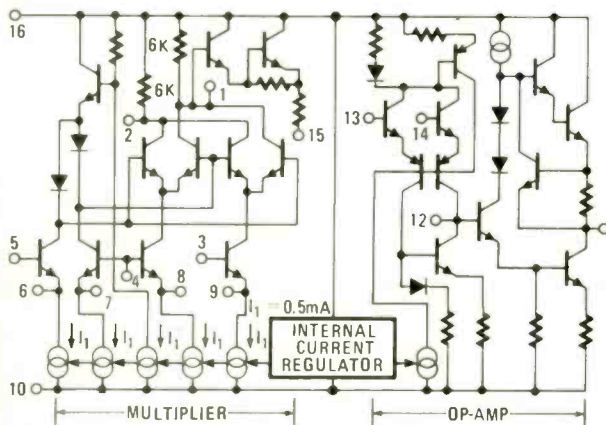 16
6K
6K
1
2
15
13
14
12
5
3
6
7
4
8
9
I₁ = 0.5mA
I₁
I₁
I₁
I₁
I₁
INTERNAL
CURRENT
REGULATOR
10
MULTIPLIER
OP-AMP